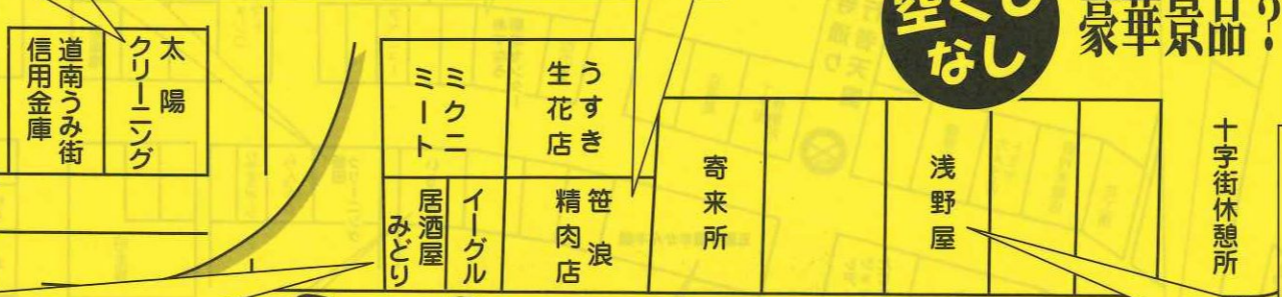 空くじ
なし
豪華景品？
道南うみ街
信用金庫
太陽
クリーニング
ミクニ
ミート
うすき
生花店
居酒屋
みどり
イーグル
笹浪
精肉店
寄来所
浅野屋
十字街休憩所